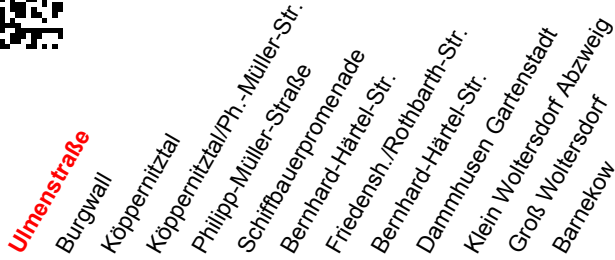 Ulmenstraße
Burgwall
Köppernitztal
Köppernitztal/Ph.- Müller-Str.
Philipp-Müller-Straße
Schiffbauerpromenade
Bernhard-Härtel-Str.
Friedensh./Rothbarth-Str.
Bernhard-Härtel-Str.
Dammhusen Gartenstadt
Klein Woltersdorf Abzweig
Groß Woltersdorf
Barnekow